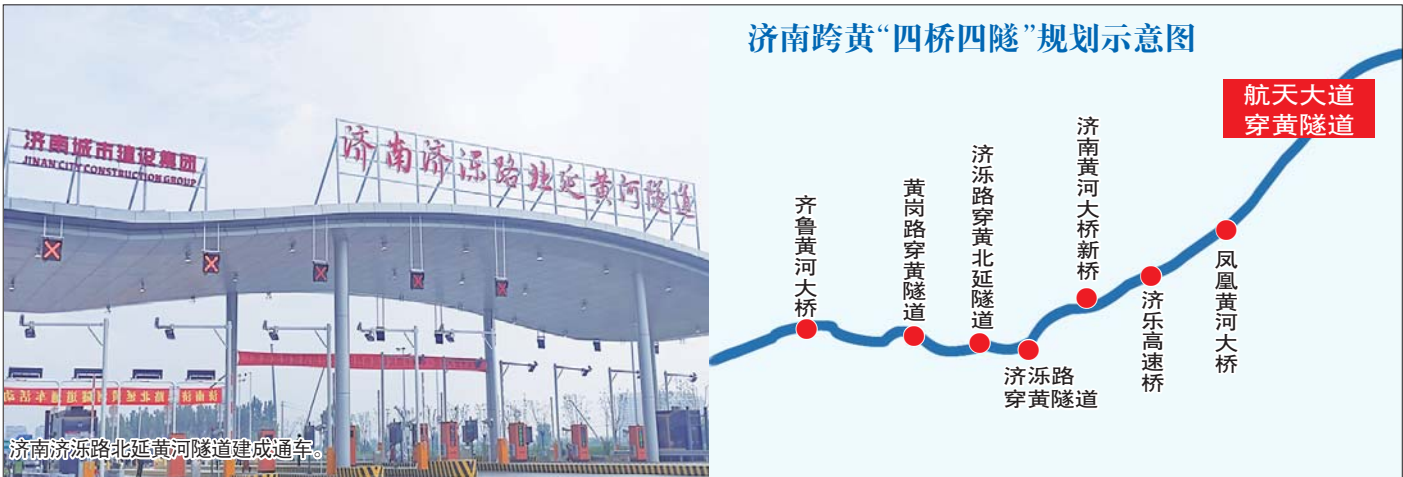 济南城市建设集团
JINAN CITY CONSTRUCTION GROUP
济南济泺路北延黄河隧道
济南济泺路北延黄河隧道建成通车。
济南跨黄“四桥四隧”规划示意图
齐鲁黄河大桥
黄岗路穿黄隧道
济泺路穿黄北延隧道
济泺路
穿黄隧道
济南黄河大桥新桥
济乐高速桥
凤凰黄河大桥
航天大道
穿黄隧道